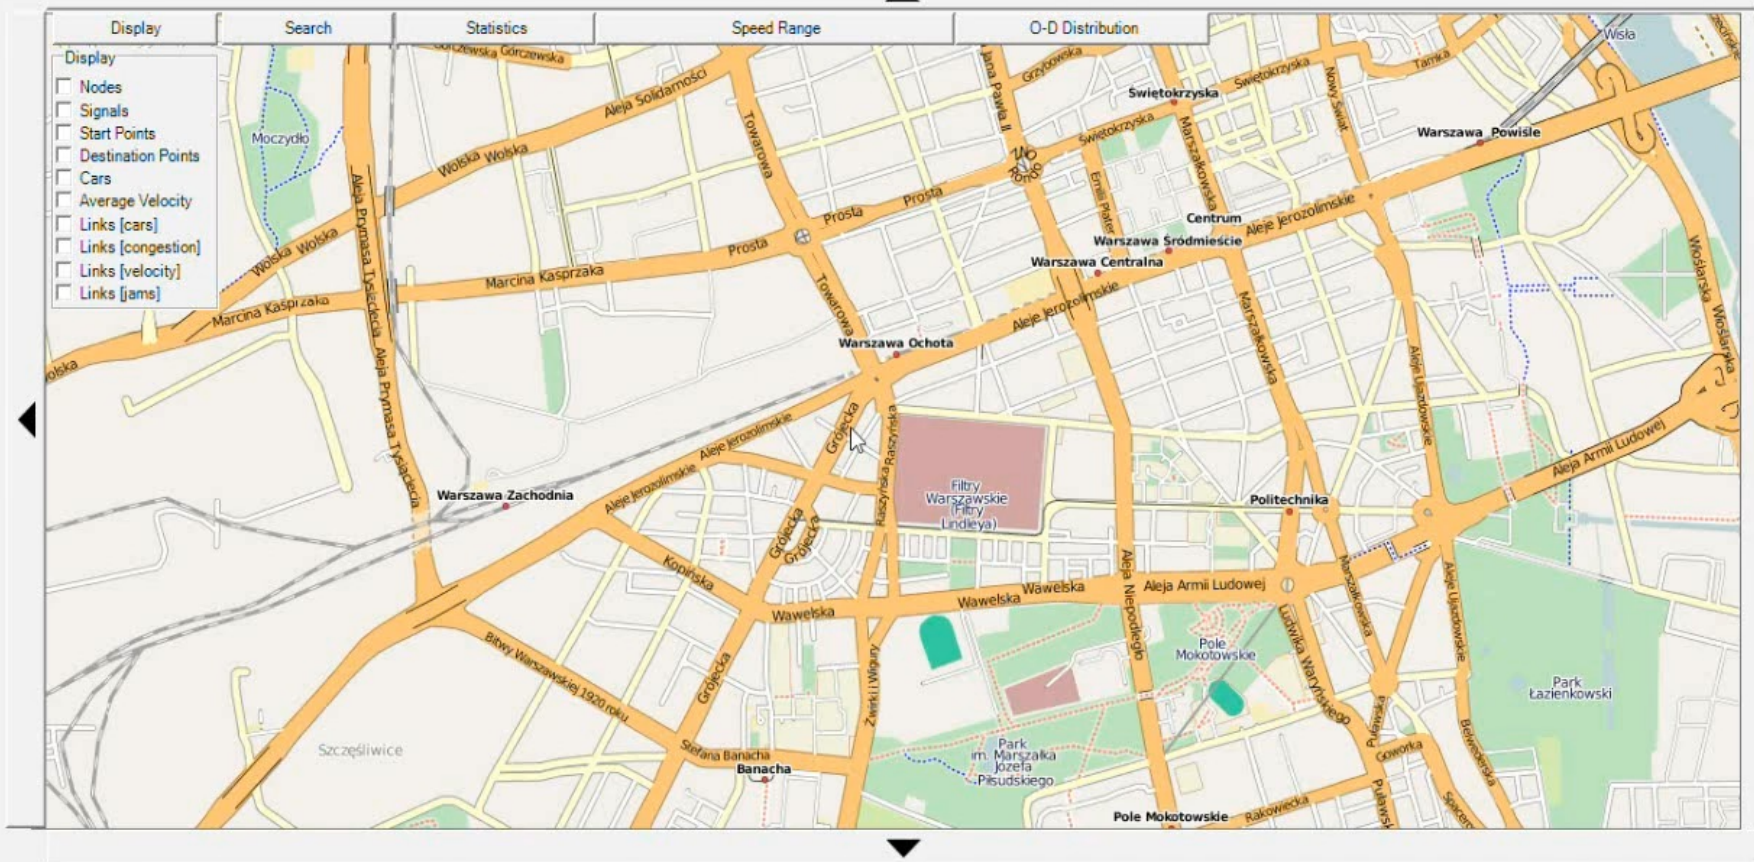 Display
Search
Statistics
Speed Range
O-D Distribution
Display
Nodes
Signals
Start Points
Destination Points
Cars
Average Velocity
Links [cars]
Links [congestion]
Links [velocity]
Links [jams]
Górczewska Górczewska
Aleja Solidarności
Jana Pawła II
Grzybowska
Świętokrzyska
Świętokrzyska
Nowy Świat
Tamka
Wisła
Moczydło
Wolska Wolska
Towarowa
Rondo
Świętokrzyska
Marszałkowska
Warszawa Powiśle
Aleja Prymasa Tysiąclecia
Prosta
Prosta
Emilii Plater
Centrum
Aleje Jerozolimskie
Wolska Wolska
Prosta
Warszawa Śródmieście
Warszawa Centralna
Wioślarska
Marcina Kasprzaka
Marcina Kasprzaka
Towarowa
Aleje Jerozolimskie
Wioślarska
Marszałkowska
Warszawa Ochota
Aleja Prymasa Tysiąclecia
Aleje Ujazdowskie
Grójecka
Raszyńska
Aleje Jerozolimskie
Aleja Armii Ludowej
Warszawa Zachodnia
Aleje Jerozolimskie
Raszyńska
Filtry
Warszawskie
(Filtry
Lindleya)
Politechnika
Grójecka
Grójecka
Kopińska
Wawelska
Wawelska
Wawelska
Aleja Niepodległo
Aleja Armii Ludowej
Marszałkowska
Aleje Ujazdowskie
Bitwy Warszawskiej 1920 roku
Grójecka
Żwirki i Wigury
Pole
Mokotowskie
Ludwika Waryńskiego
Park
Łazienkowski
Szczęśliwice
Stefana Banacha
Banacha
Park
im. Marszałka
Józefa
Piłsudskiego
Puławska
Goworka
Belwederska
Pole Mokotowskie
Rakowiecka
Puławsk
Spacero